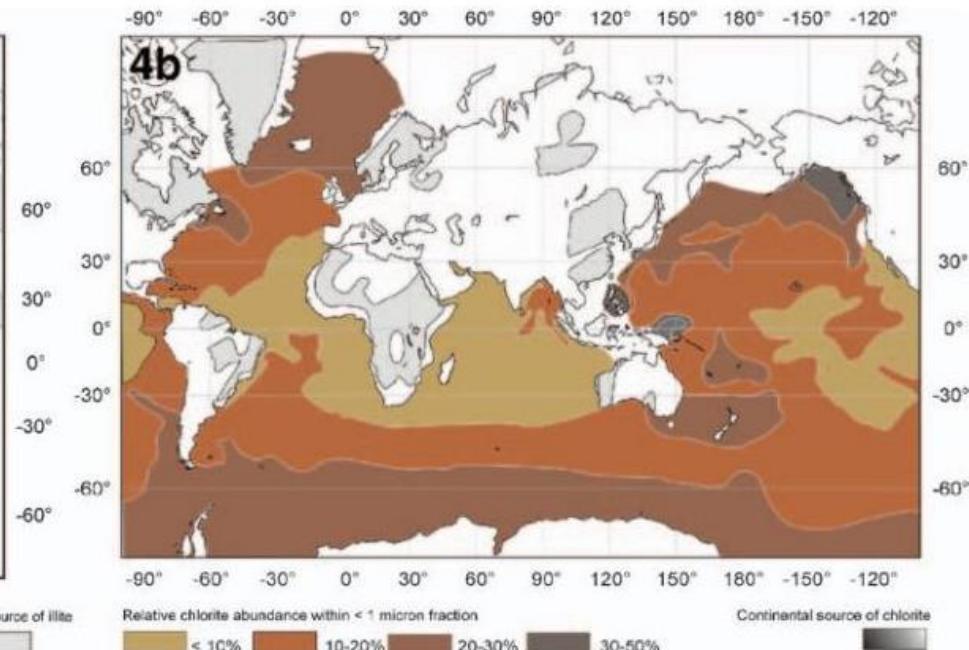 -90° -60° -30° 0° 30° 60° 90° 120° 150° 180° -150° -120°
4b
60° 60°
60°
30° 30°
30°
0° 0°
0°
-30° -30°
-30°
-60° -60°
-60°
-90° -60° -30° 0° 30° 60° 90° 120° 150° 180° -150° -120°
urce of illite
Relative chlorite abundance within < 1 micron fraction
Continental source of chlorite
< 10% 10-20% 20-30% 30-50%